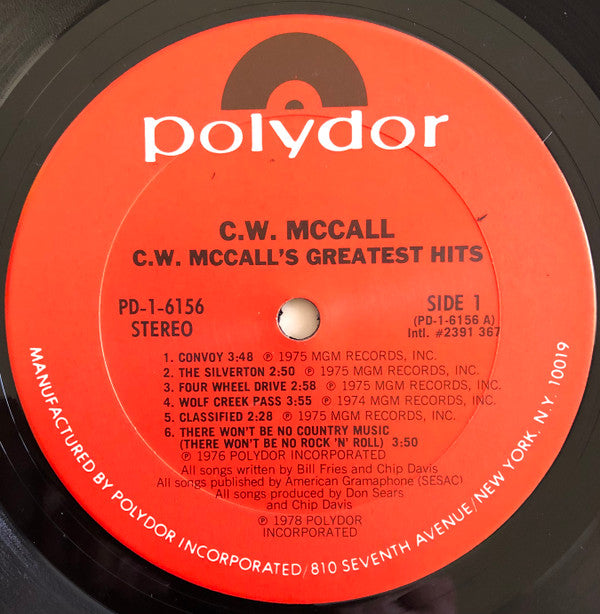 polydor
C.W. MCCALL
C.W. MCCALL'S GREATEST HITS
PD-1-6156
STEREO
SIDE 1
(PD-1-6156 A)
Intl. #2391 367
1. CONVOY 3:48 ℗ 1975 MGM RECORDS, INC.
2. THE SILVERTON 2:50 ℗ 1975 MGM RECORDS, INC.
3. FOUR WHEEL DRIVE 2:58 ℗ 1975 MGM RECORDS, INC.
4. WOLF CREEK PASS 3:55 ℗ 1974 MGM RECORDS, INC.
5. CLASSIFIED 2:28 ℗ 1975 MGM RECORDS, INC.
6. THERE WON'T BE NO COUNTRY MUSIC
(THERE WON'T BE NO ROCK 'N' ROLL) 3:50
℗ 1976 POLYDOR INCORPORATED
All songs written by Bill Fries and Chip Davis
All songs published by American Gramaphone (SESAC)
All songs produced by Don Sears
and Chip Davis
℗ 1978 POLYDOR
INCORPORATED
MANUFACTURED BY POLYDOR INCORPORATED/810 SEVENTH AVENUE/NEW YORK, N.Y. 10019